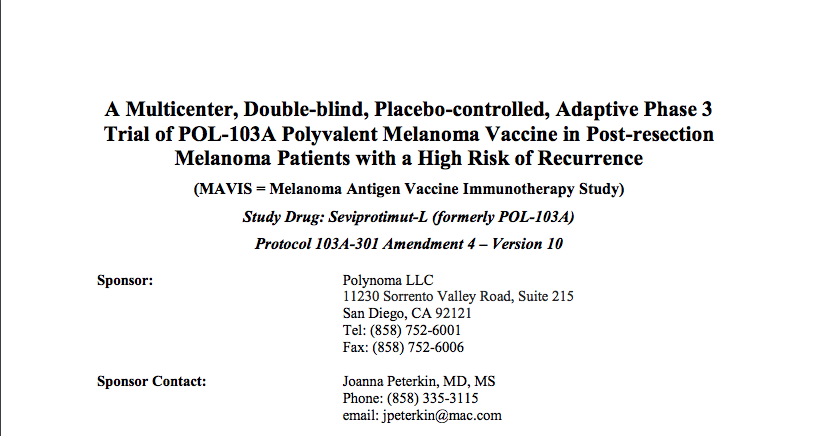 A Multicenter, Double-blind, Placebo-controlled, Adaptive Phase 3
Trial of POL-103A Polyvalent Melanoma Vaccine in Post-resection
Melanoma Patients with a High Risk of Recurrence
(MAVIS = Melanoma Antigen Vaccine Immunotherapy Study)
Study Drug: Seviprotimut-L (formerly POL-103A)
Protocol 103A-301 Amendment 4 – Version 10
Sponsor: Polynoma LLC
11230 Sorrento Valley Road, Suite 215
San Diego, CA 92121
Tel: (858) 752-6001
Fax: (858) 752-6006
Sponsor Contact: Joanna Peterkin, MD, MS
Phone: (858) 335-3115
email: jpeterkin@mac.com